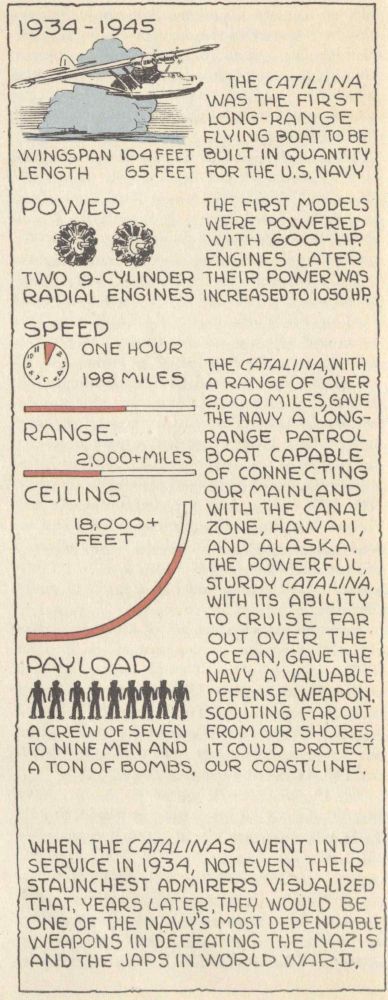 1934-1945
THE CATILINA
WAS THE FIRST
LONG-RANGE
FLYING BOAT TO BE
BUILT IN QUANTITY
FOR THE U.S. NAVY
WINGSPAN 104 FEET
LENGTH 65 FEET
POWER
TWO 9-CYLINDER
RADIAL ENGINES
THE FIRST MODELS
WERE POWERED
WITH 600-HP.
ENGINES LATER
THEIR POWER WAS
INCREASED TO 1050 HP.
SPEED
ONE HOUR
198 MILES
RANGE
2,000+MILES
CEILING
18,000+
FEET
PAYLOAD
A CREW OF SEVEN
TO NINE MEN AND
A TON OF BOMBS.
THE CATALINA, WITH
A RANGE OF OVER
2,000 MILES, GAVE
THE NAVY A LONG-
RANGE PATROL
BOAT CAPABLE
OF CONNECTING
OUR MAINLAND
WITH THE CANAL
ZONE, HAWAII,
AND ALASKA.
THE POWERFUL,
STURDY CATALINA,
WITH ITS ABILITY
TO CRUISE FAR
OUT OVER THE
OCEAN, GAVE THE
NAVY A VALUABLE
DEFENSE WEAPON.
SCOUTING FAR OUT
FROM OUR SHORES
IT COULD PROTECT
OUR COASTLINE.
WHEN THE CATALINAS WENT INTO
SERVICE IN 1934, NOT EVEN THEIR
STAUNCHEST ADMIRERS VISUALIZED
THAT, YEARS LATER, THEY WOULD BE
ONE OF THE NAVY'S MOST DEPENDABLE
WEAPONS IN DEFEATING THE NAZIS
AND THE JAPS IN WORLD WAR II.